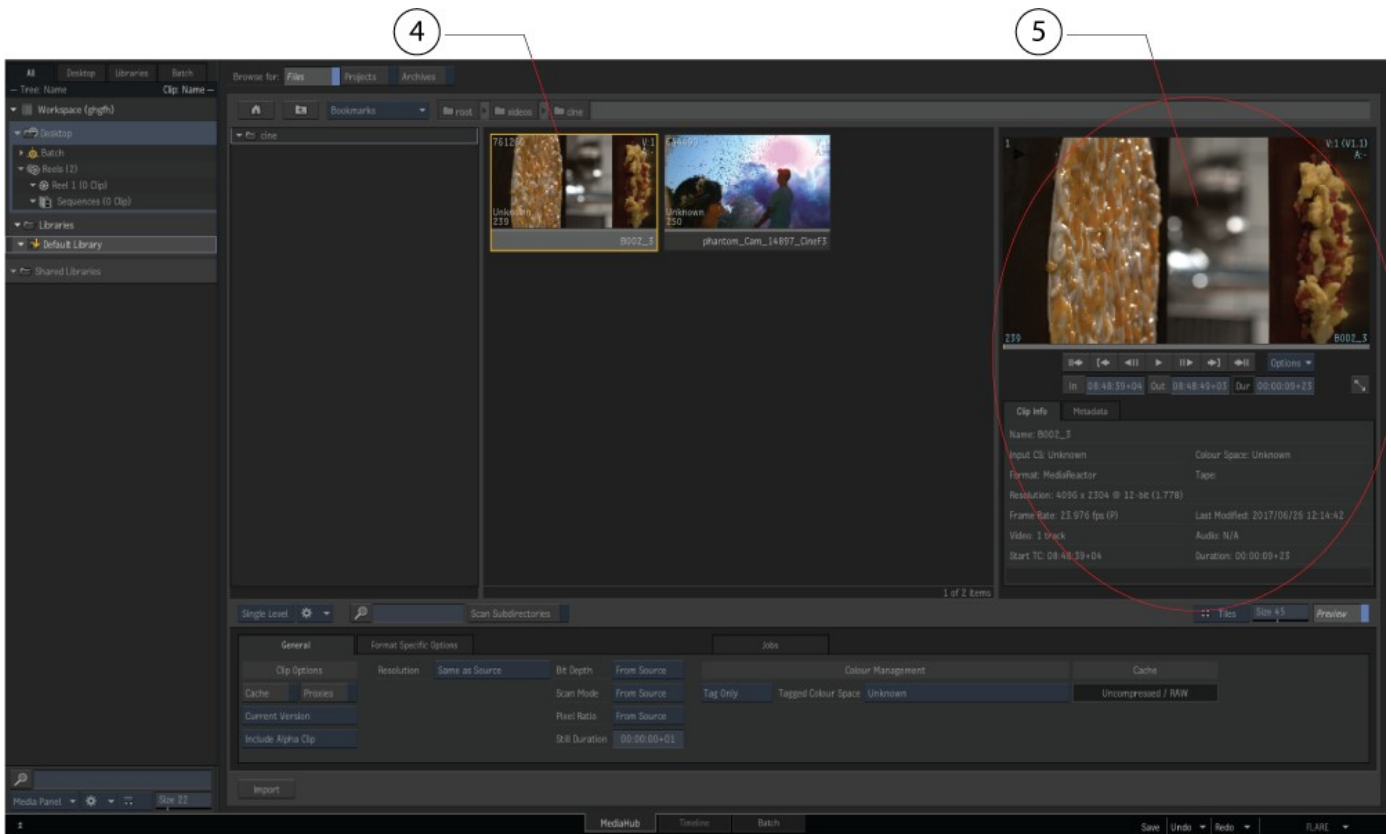 4
5
All Desktop Libraries Batch
Tree: Name Clip: Name
Workspace (ghgfh)
Desktop
Batch
Reels (2)
Reel 1 (0 Clip)
Sequences (0 Clip)
Libraries
Default Library
Shared Libraries
Media Panel Size 22
Browse for: Files Projects Archives
Bookmarks root videos cine
cine
V:1
A:-
Unknown
239
B002_3
Unknown
250
phantom_Cam_14897_CineF3
1 of 2 items
1 V:1 (V1.1)
A:-
239 B002_3
Options
In 08:48:39+04 Out 08:48:49+03 Dur 00:00:09+23
Clip Info Metadata
Name: B002_3
Input CS: Unknown Colour Space: Unknown
Format: MediaReactor Tape:
Resolution: 4096 x 2304 @ 12-bit (1.778)
Frame Rate: 23.976 fps (P) Last Modified: 2017/06/26 12:14:42
Video: 1 track Audio: N/A
Start TC: 08:48:39+04 Duration: 00:00:09+23
Single Level Scan Subdirectories Tiles Size 45 Preview
General Format Specific Options Jobs
Clip Options Resolution Same as Source Bit Depth From Source Colour Management Cache
Cache Proxies Scan Mode From Source Tag Only Tagged Colour Space Unknown Uncompressed / RAW
Current Version Pixel Ratio From Source
Include Alpha Clip Still Duration 00:00:00+01
Import
MediaHub Timeline Batch Save Undo Redo FLARE